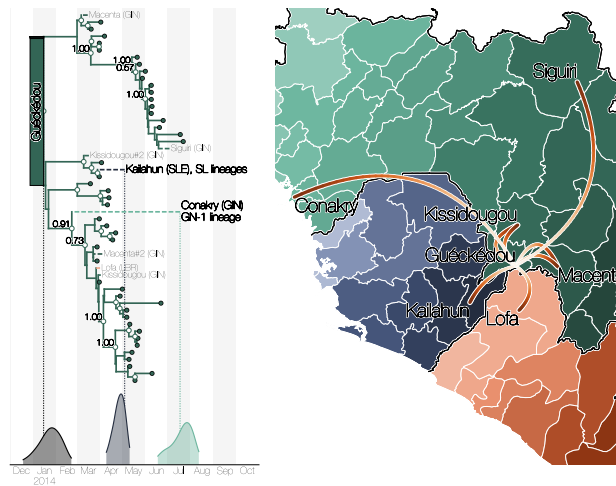 Macenta (GIN)
1.00
1.00
0.57
1.00
Guéckédou
Siguiri (GIN)
Kissidougou#2 (GIN)
Kailahun (SLE), SL lineages
Conakry (GIN)
GN-1 lineage
0.91
0.73
Macenta#2 (GIN)
Lofa (LBR)
Kissidougou (GIN)
1.00
1.00
Dec Jan Feb Mar Apr May Jun Jul Aug Sep Oct
2014
Siguiri
Conakry
Kissidougou
Guéckédou
Macenta
Kailahun
Lofa